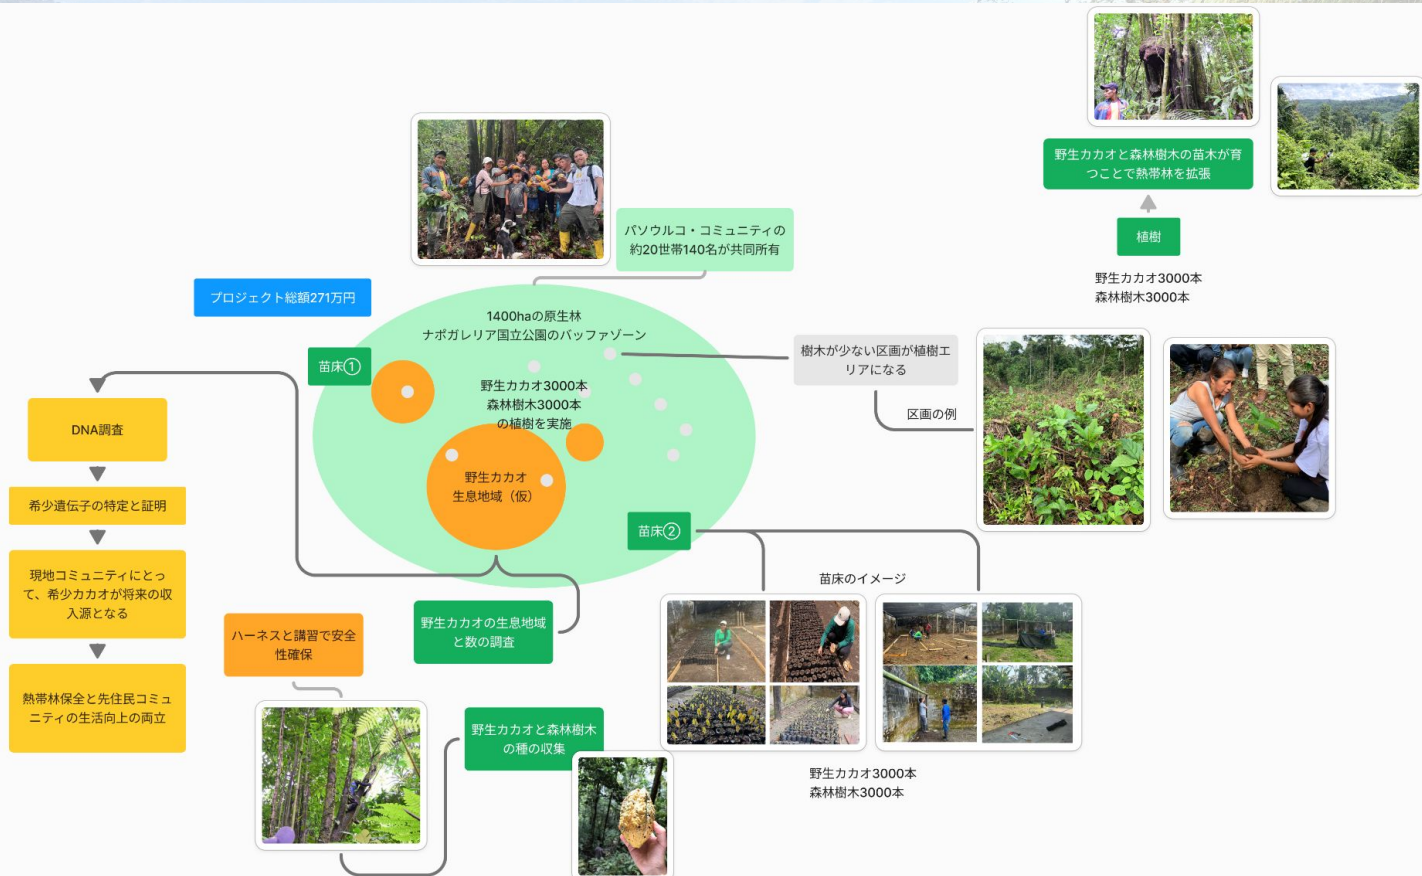 野生カカオと森林樹木の苗木が育
つことで熱帯林を拡張
植樹
野生カカオ3000本
森林樹木3000本
パソウルコ・コミュニティの
約20世帯140名が共同所有
プロジェクト総額271万円
1400haの原生林
ナポガレリア国立公園のバッファゾーン
苗床①
樹木が少ない区画が植樹エ
リアになる
区画の例
野生カカオ3000本
森林樹木3000本
の植樹を実施
野生カカオ
生息地域（仮）
苗床②
苗床のイメージ
DNA調査
希少遺伝子の特定と証明
現地コミュニティにとっ
て、希少カカオが将来の収
入源となる
熱帯林保全と先住民コミュ
ニティの生活向上の両立
ハーネスと講習で安全
性確保
野生カカオの生息地域
と数の調査
野生カカオと森林樹木
の種の収集
野生カカオ3000本
森林樹木3000本